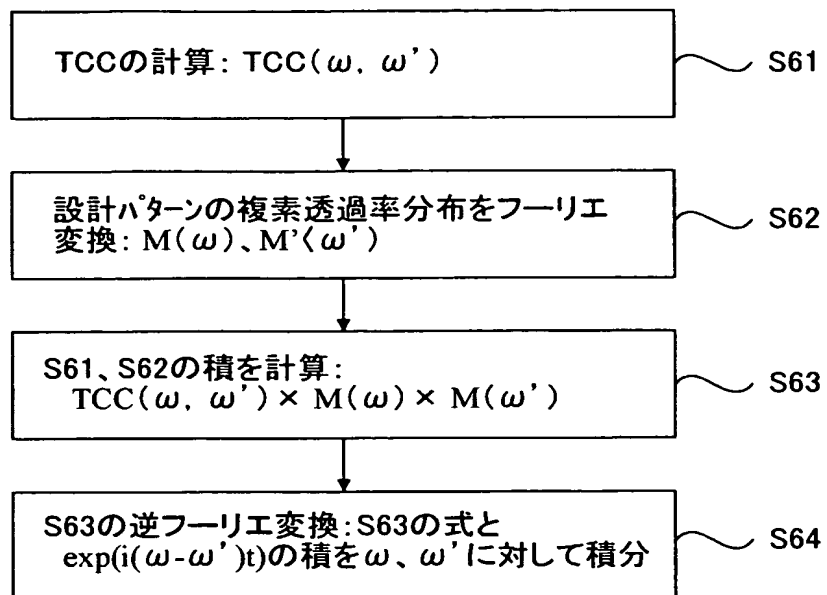 TCCの計算: TCC(ω, ω’)
S61
設計パターンの複素透過率分布をフーリエ
変換: M(ω)、M’(ω’)
S62
S61、S62の積を計算:
TCC(ω, ω’)× M(ω)× M(ω’)
S63
S63の逆フーリエ変換:S63の式と
exp(i(ω-ω’)t)の積をω、ω’に対して積分
S64